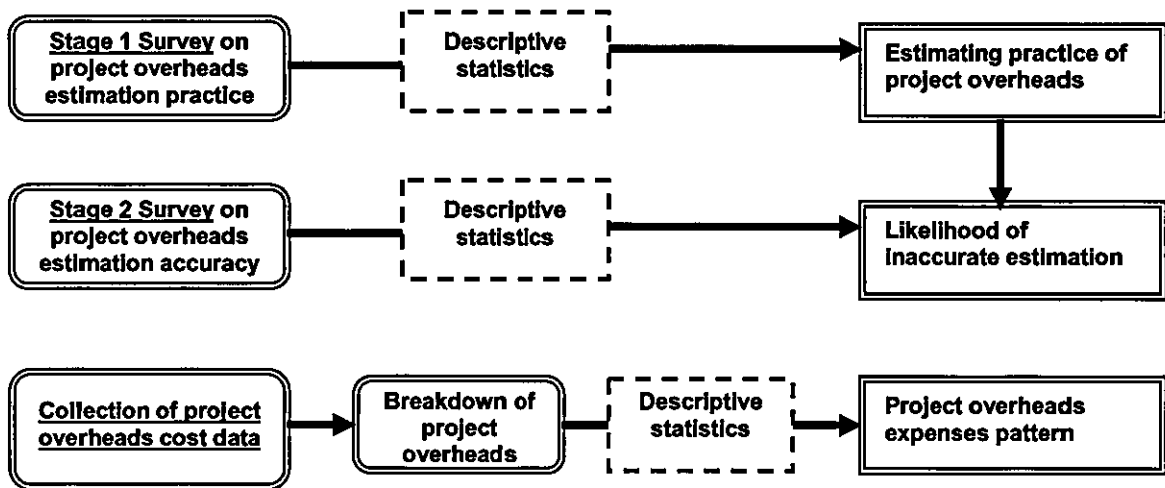 Stage 1 Survey on
project overheads
estimation practice
Descriptive
statistics
Estimating practice of
project overheads
Stage 2 Survey on
project overheads
estimation accuracy
Descriptive
statistics
Likelihood of
inaccurate estimation
Collection of project
overheads cost data
Breakdown of
project
overheads
Descriptive
statistics
Project overheads
expenses pattern